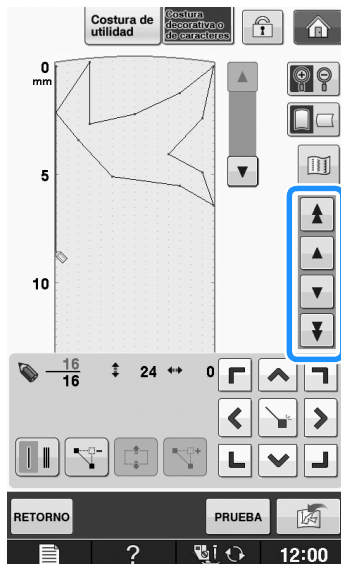 Costura de
utilidad
Costura
decorativa o
de caracteres
0
mm
5
10
16
16
24
0
RETORNO
PRUEBA
?
12:00